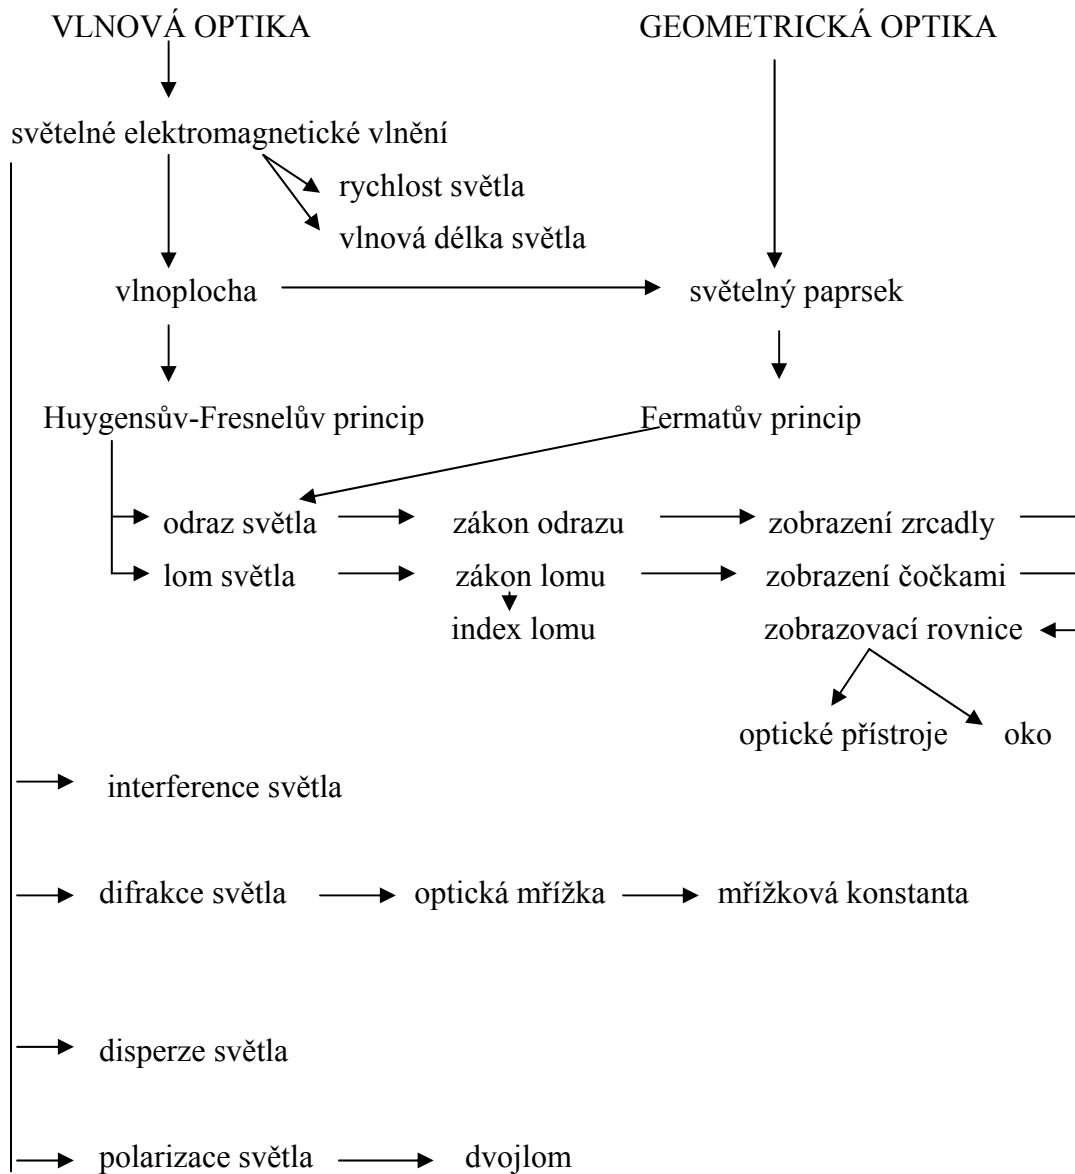 VLNOVÁ OPTIKA GEOMETRICKÁ OPTIKA
světelné elektromagnetické vlnění
rychlost světla
vlnová délka světla
vlnoplocha světelný paprsek
Huygensův-Fresnelův princip Fermatův princip
odraz světla zákon odrazu zobrazení zrcadly
lom světla zákon lomu zobrazení čočkami
index lomu zobrazovací rovnice
optické přístroje oko
interference světla
difrakce světla optická mřížka mřížková konstanta
disperze světla
polarizace světla dvojlom